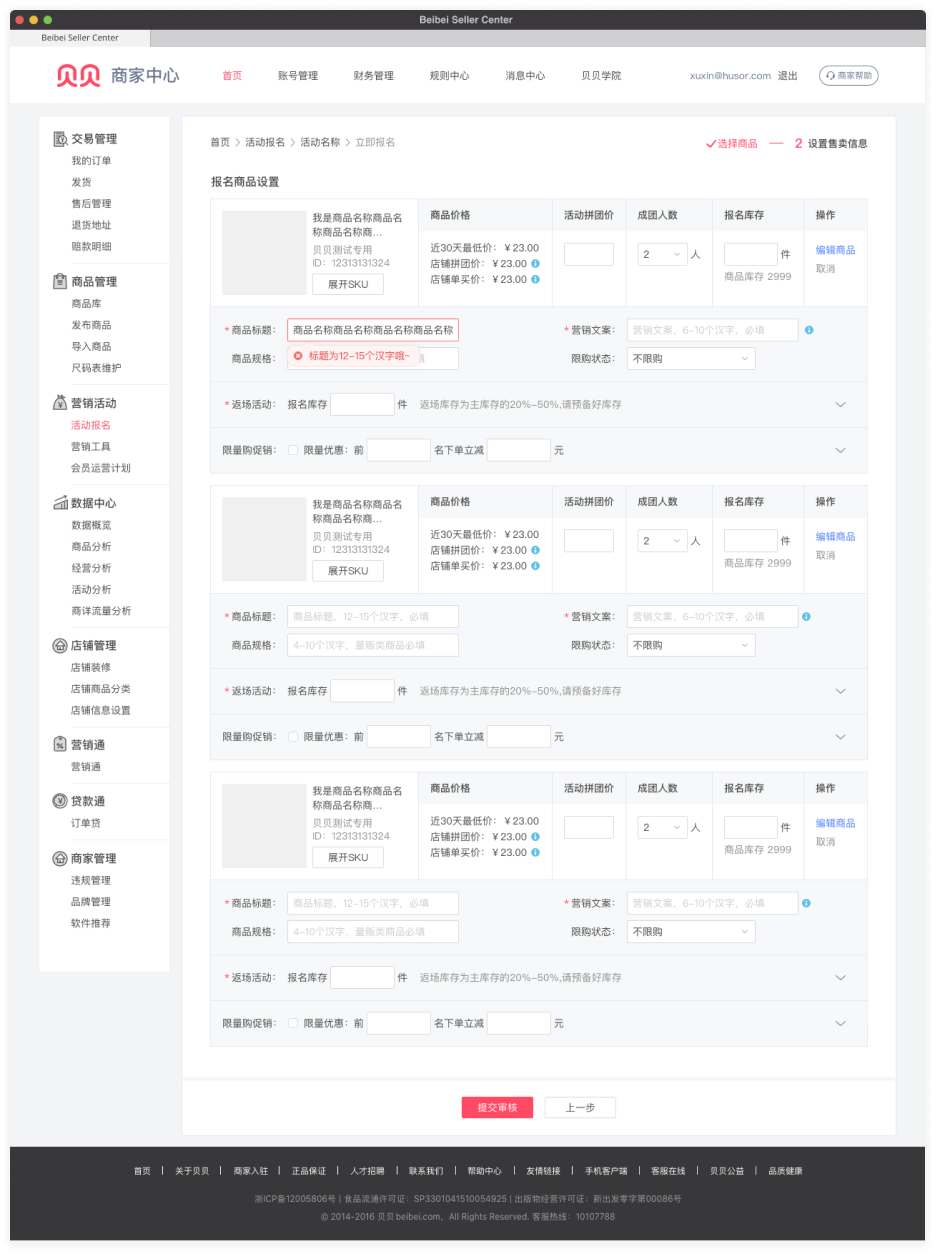 Beibei Seller Center
Beibei Seller Center
贝贝 商家中心
首页 账号管理 财务管理 规则中心 消息中心 贝贝学院 xuxin@husor.com 退出 商家帮助
交易管理
我的订单
发货
售后管理
退货地址
赔款明细
商品管理
商品库
发布商品
导入商品
尺码表维护
营销活动
活动报名
营销工具
会员运营计划
数据中心
数据概览
商品分析
经营分析
活动分析
商详流量分析
店铺管理
店铺装修
店铺商品分类
店铺信息设置
营销通
营销通
贷款通
订单贷
商家管理
违规管理
品牌管理
软件推荐
首页 > 活动报名 > 活动名称 > 立即报名
选择商品 — 2 设置售卖信息
报名商品设置
我是商品名称商品名
称商品名称商...
贝贝测试专用
ID：12313131324
展开SKU
商品价格 活动拼团价 成团人数 报名库存 操作
近30天最低价：￥23.00
店铺拼团价：￥23.00
店铺单买价：￥23.00
2 人
件
商品库存 2999
编辑商品
取消
*商品标题： 商品名称商品名称商品名称商品名称 *营销文案： 营销文案，6-10个汉字，必填
标题为12-15个汉字哦~
商品规格： 填 限购状态： 不限购
*返场活动： 报名库存 件 返场库存为主库存的20%-50%,请预备好库存
限量购促销： 限量优惠：前 名下单立减 元
我是商品名称商品名
称商品名称商...
贝贝测试专用
ID：12313131324
展开SKU
商品价格 活动拼团价 成团人数 报名库存 操作
近30天最低价：￥23.00
店铺拼团价：￥23.00
店铺单买价：￥23.00
2 人
件
商品库存 2999
编辑商品
取消
*商品标题： 商品标题，12-15个汉字，必填 *营销文案： 营销文案，6-10个汉字，必填
商品规格： 4-10个汉字，量贩类商品必填 限购状态： 不限购
*返场活动： 报名库存 件 返场库存为主库存的20%-50%,请预备好库存
限量购促销： 限量优惠：前 名下单立减 元
我是商品名称商品名
称商品名称商...
贝贝测试专用
ID：12313131324
展开SKU
商品价格 活动拼团价 成团人数 报名库存 操作
近30天最低价：￥23.00
店铺拼团价：￥23.00
店铺单买价：￥23.00
2 人
件
商品库存 2999
编辑商品
取消
*商品标题： 商品标题，12-15个汉字，必填 *营销文案： 营销文案，6-10个汉字，必填
商品规格： 4-10个汉字，量贩类商品必填 限购状态： 不限购
*返场活动： 报名库存 件 返场库存为主库存的20%-50%,请预备好库存
限量购促销： 限量优惠：前 名下单立减 元
提交审核 上一步
首页 | 关于贝贝 | 商家入驻 | 正品保证 | 人才招聘 | 联系我们 | 帮助中心 | 友情链接 | 手机客户端 | 客服在线 | 贝贝公益 | 品质健康
浙ICP备12005806号 | 食品流通许可证：SP3301041510054925 | 出版物经营许可证：新出发零字第00086号
© 2014-2016 贝贝beibei.com，All Rights Reserved. 客服热线：10107788